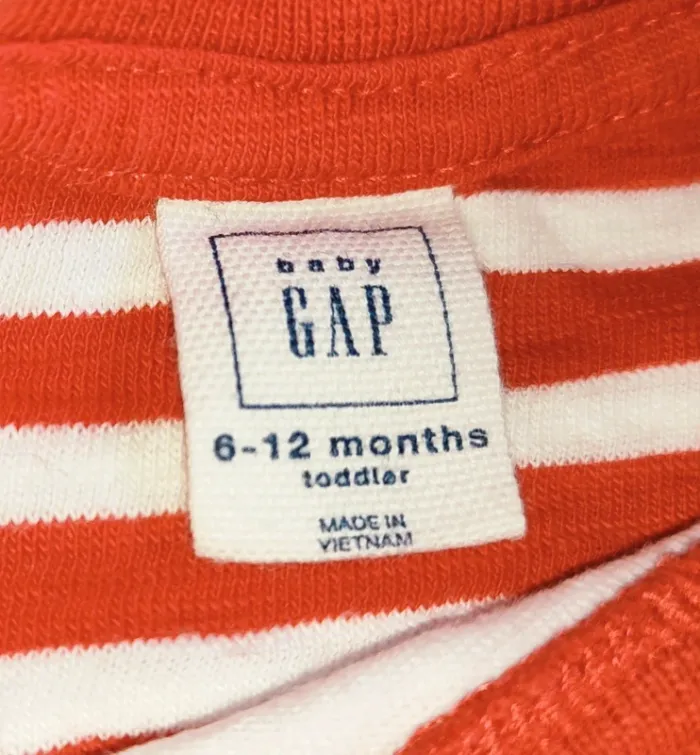 baby
GAP
6-12 months
toddler
MADE IN
VIETNAM